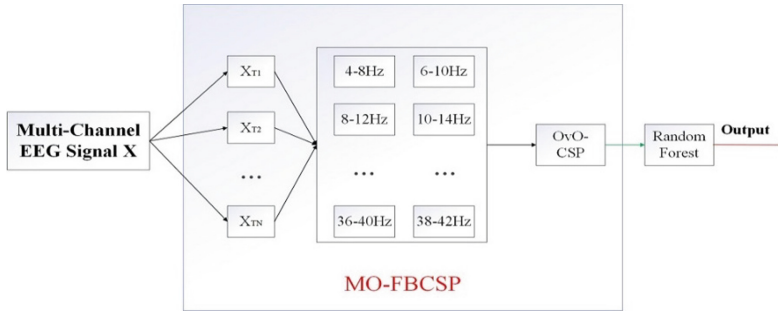 Multi-Channel
EEG Signal X
XT1
XT2
...
XTN
4-8Hz 6-10Hz
8-12Hz 10-14Hz
... ...
36-40Hz 38-42Hz
OvO-
CSP
Random
Forest
Output
MO-FBCSP